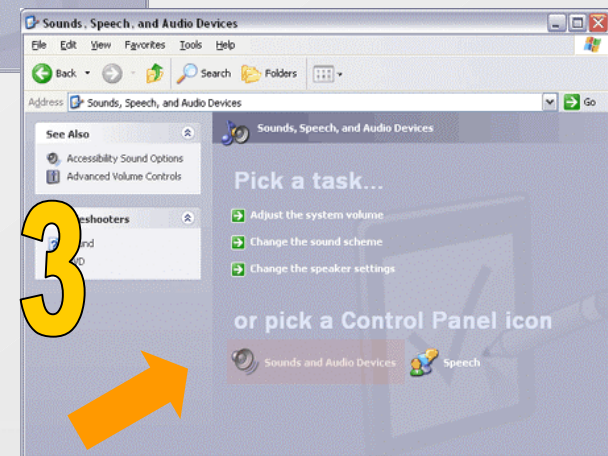 Sounds, Speech, and Audio Devices
File Edit View Favorites Tools Help
Back Search Folders
Address Sounds, Speech, and Audio Devices Go
See Also
Accessibility Sound Options
Advanced Volume Controls
eshooters
nd
VD
3
Sounds, Speech, and Audio Devices
Pick a task...
Adjust the system volume
Change the sound scheme
Change the speaker settings
or pick a Control Panel icon
Sounds and Audio Devices Speech